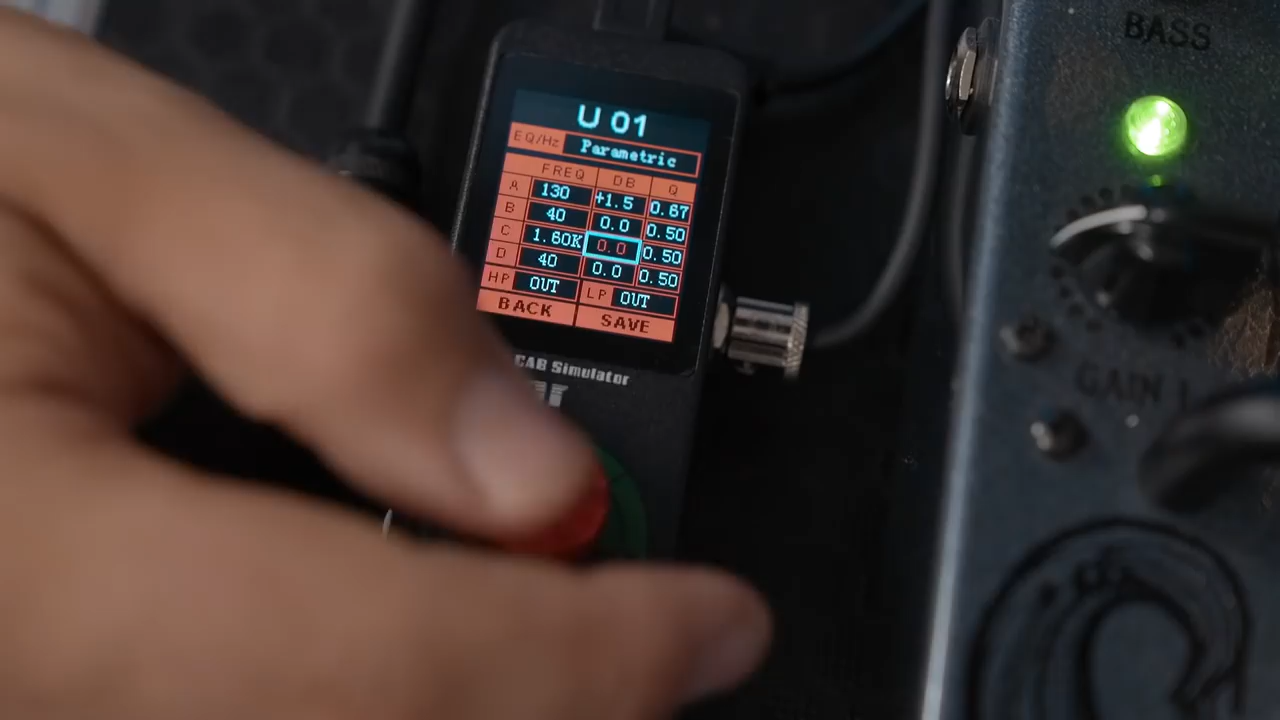 U 01
EQ/Hz Parametric
FREQ DB Q
A 130 +1.5 0.67
B 40 0.0 0.50
C 1.60K 0.0 0.50
D 40 0.0 0.50
HP OUT LP OUT
BACK SAVE
CAB Simulator
BASS
GAIN